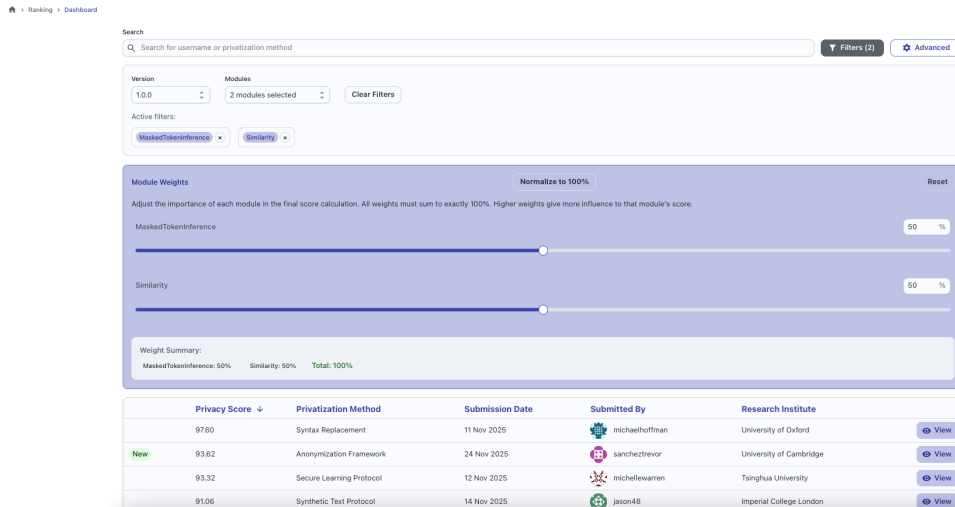 Ranking > Dashboard
Search
Search for username or privatization method
Filters (2)
Advanced
Version
Modules
1.0.0
2 modules selected
Clear Filters
Active filters:
MaskedTokenInference ×
Similarity ×
Module Weights
Normalize to 100%
Reset
Adjust the importance of each module in the final score calculation. All weights must sum to exactly 100%. Higher weights give more influence to that module's score.
MaskedTokenInference
50 %
Similarity
50 %
Weight Summary:
MaskedTokenInference: 50% Similarity: 50% Total: 100%
Privacy Score ↓ Privatization Method Submission Date Submitted By Research Institute
97.60 Syntax Replacement 11 Nov 2025 michaelhoffman University of Oxford View
New 93.62 Anonymization Framework 24 Nov 2025 sancheztrevor University of Cambridge View
93.32 Secure Learning Protocol 12 Nov 2025 michellewarren Tsinghua University View
91.06 Synthetic Text Protocol 14 Nov 2025 jason48 Imperial College London View